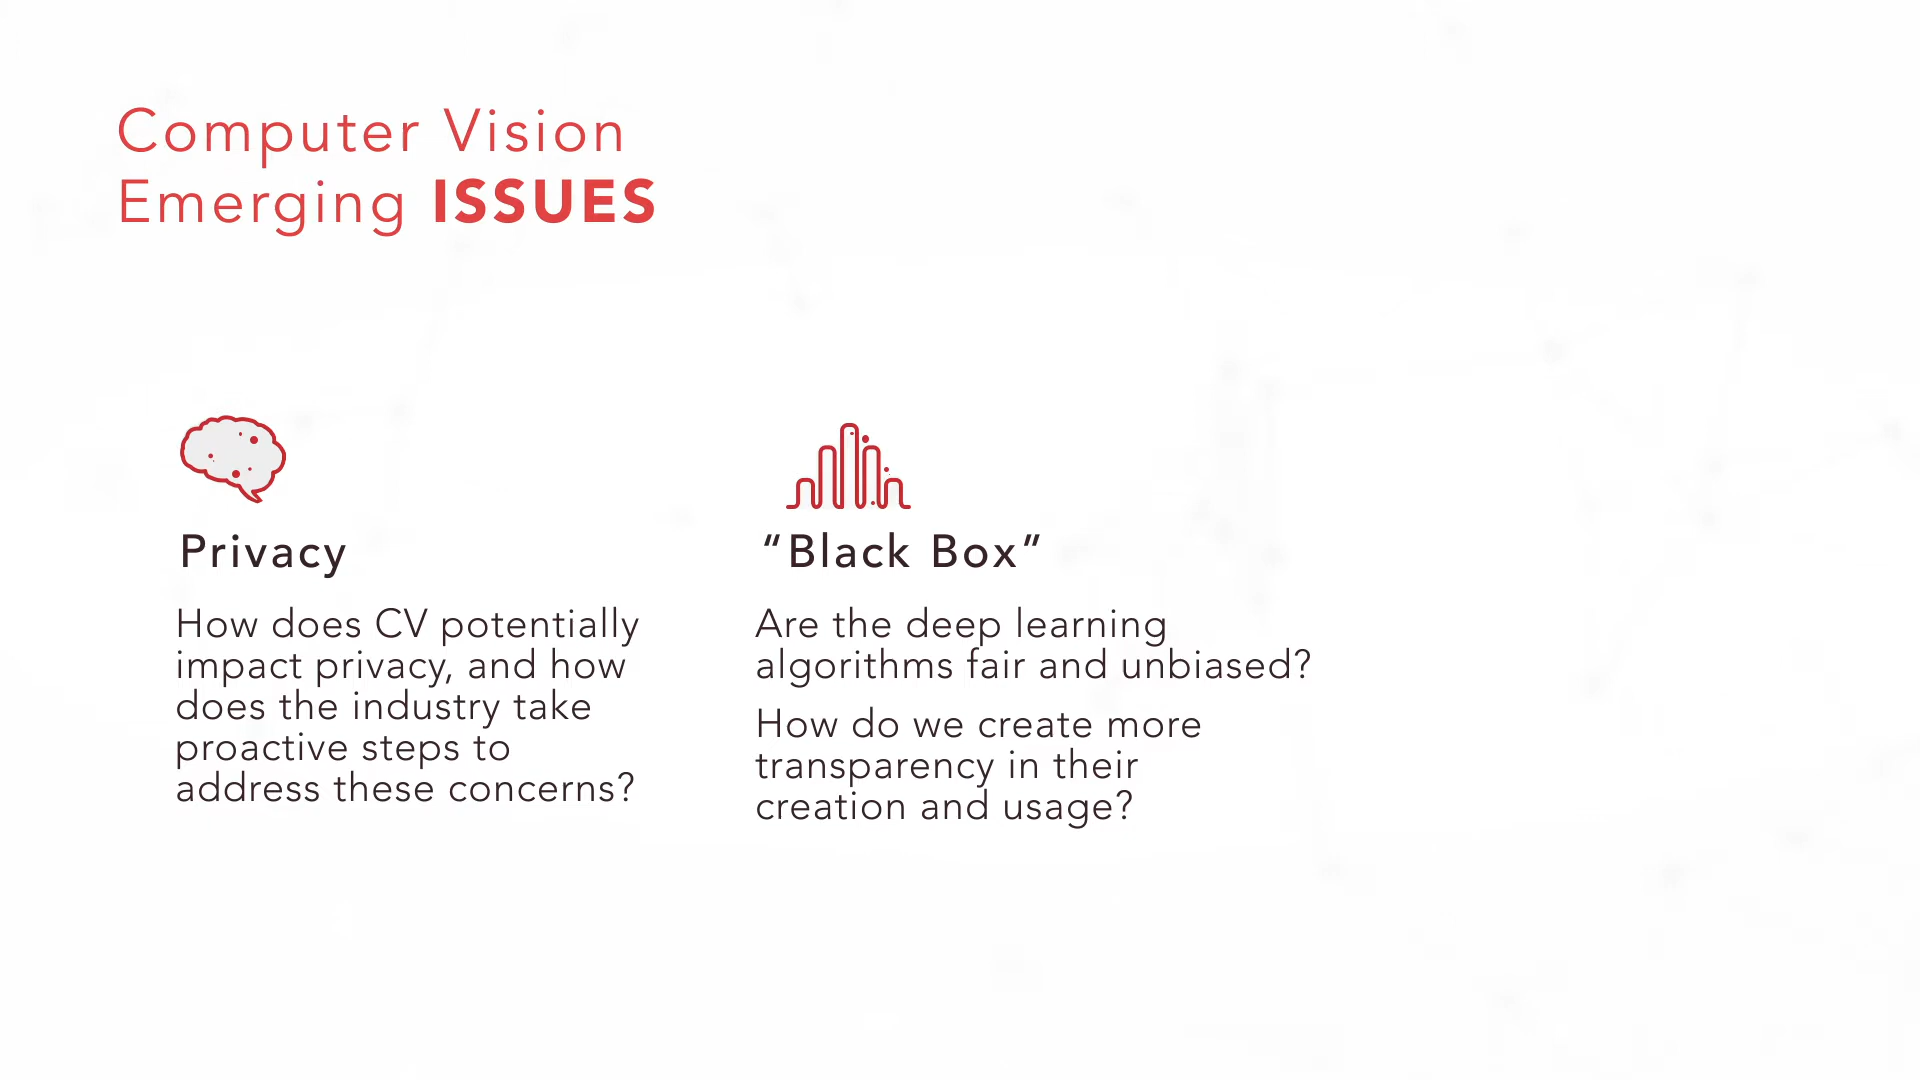 Computer Vision
Emerging ISSUES
Privacy
How does CV potentially
impact privacy, and how
does the industry take
proactive steps to
address these concerns?
“Black Box”
Are the deep learning
algorithms fair and unbiased?
How do we create more
transparency in their
creation and usage?